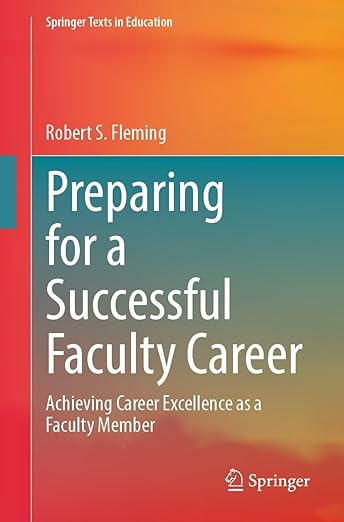 Springer Texts in Education
Robert S. Fleming
Preparing
for a
Successful
Faculty Career
Achieving Career Excellence as a
Faculty Member
Springer